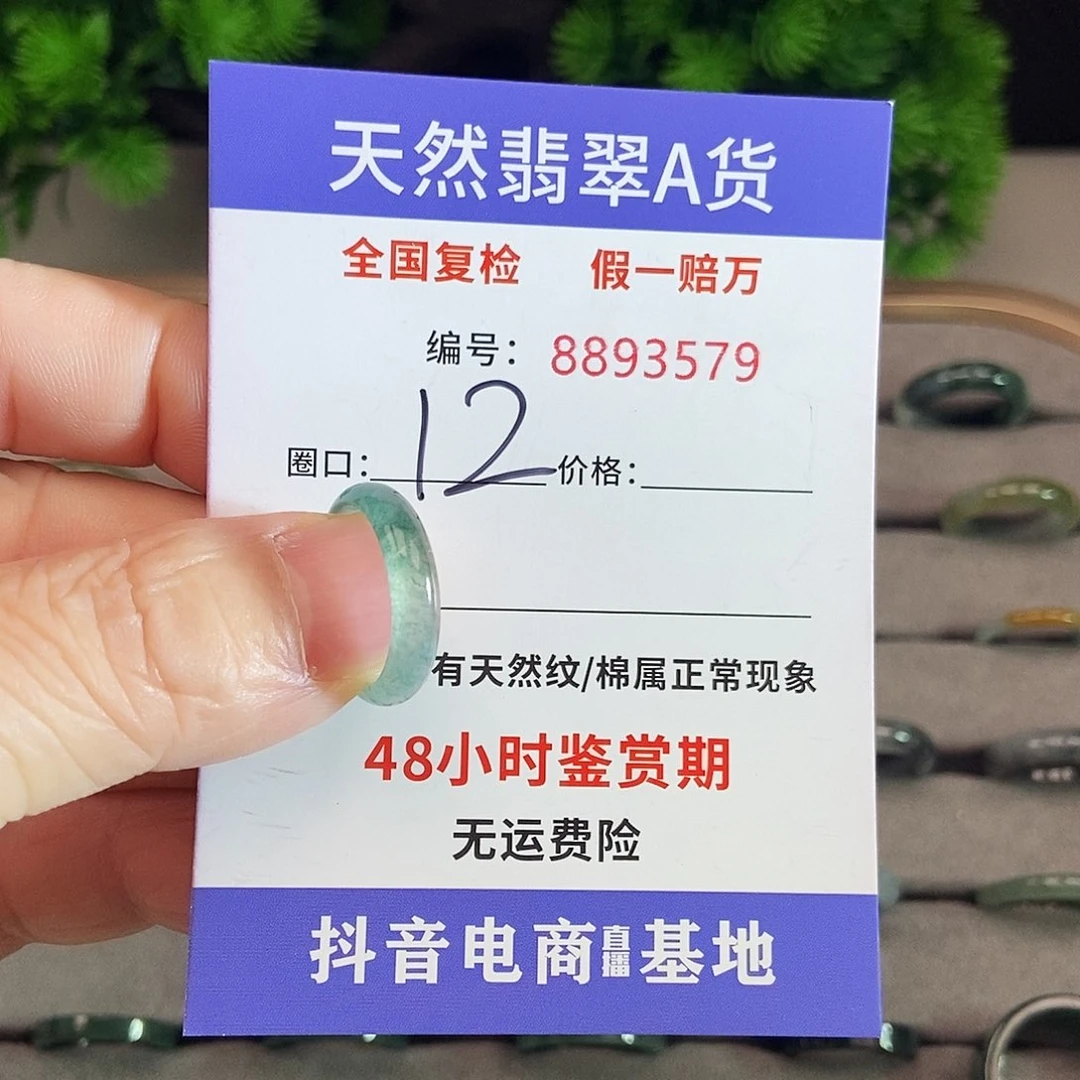 天然翡翠A货
全国复检 假一赔万
编号：8893579
圈口：12 价格：
有天然纹/棉属正常现象
48小时鉴赏期
无运费险
抖音电商直播基地